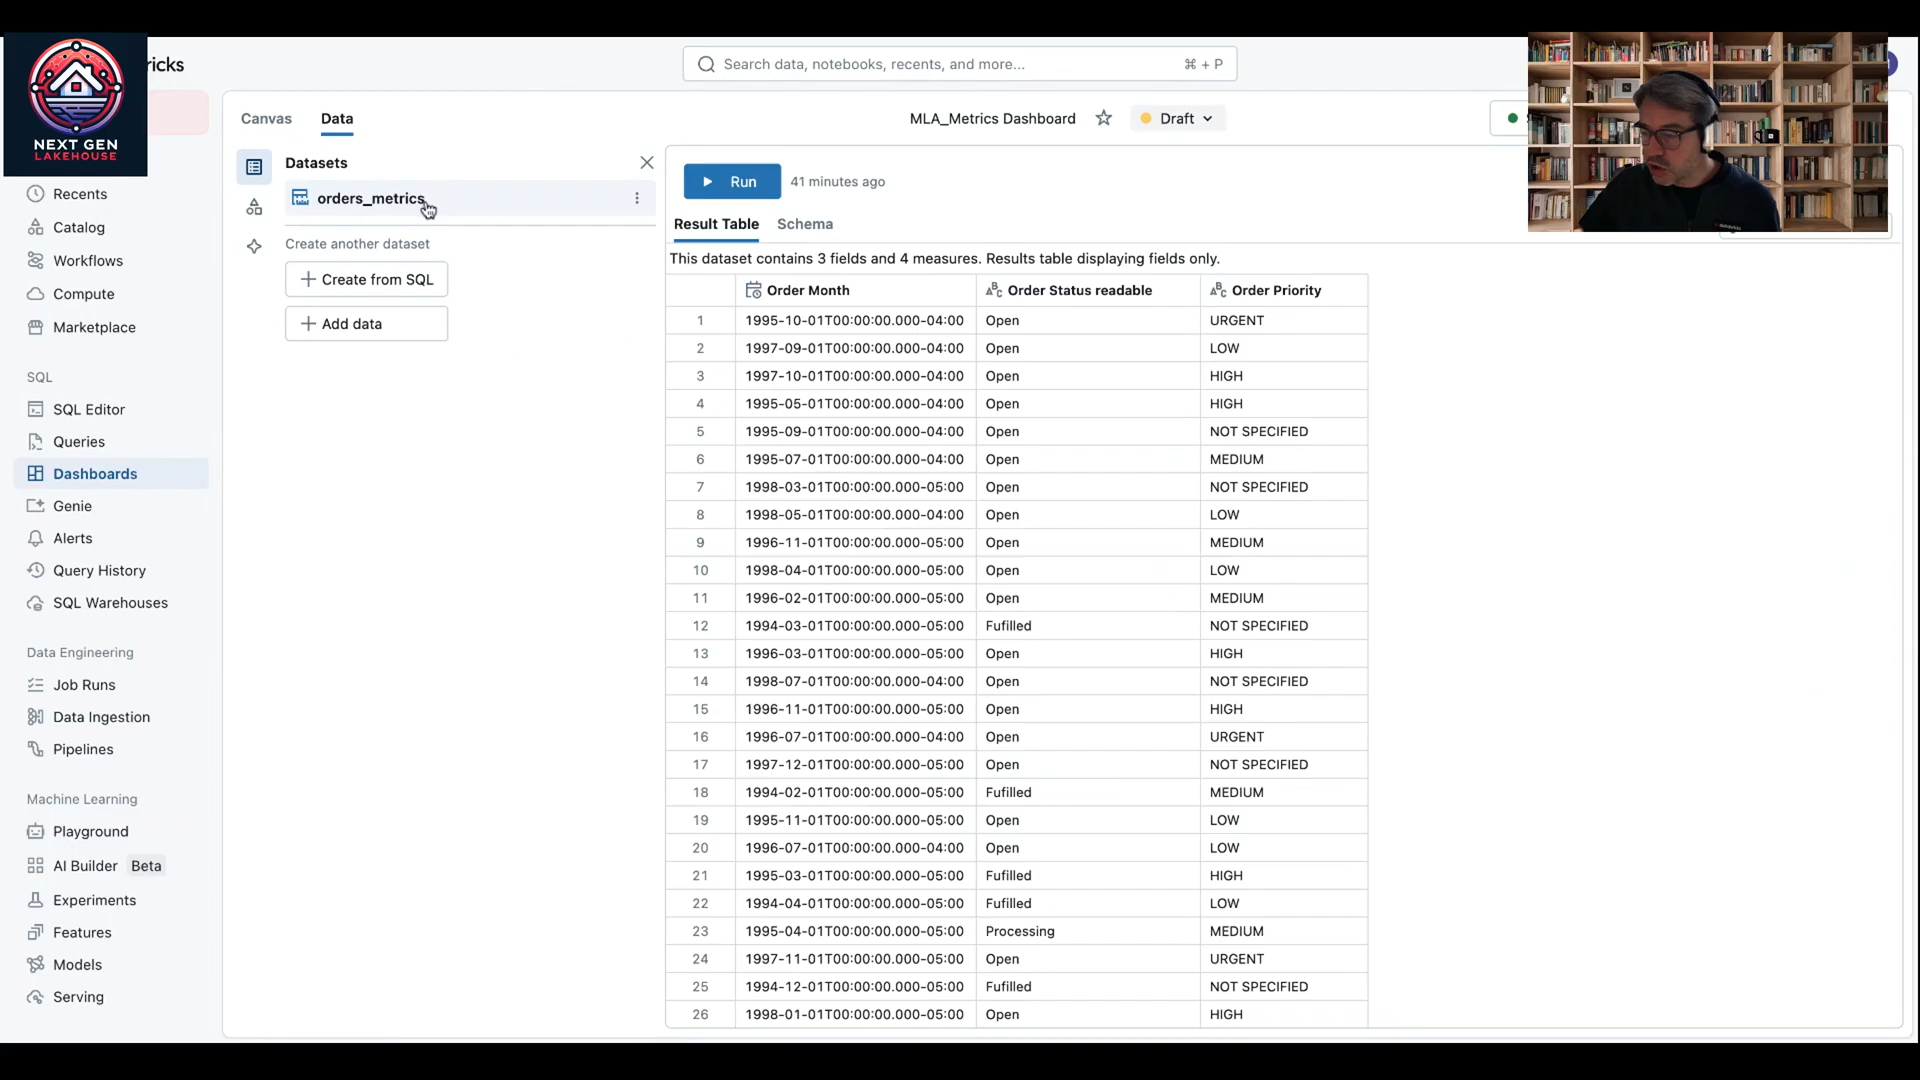 NEXT GEN
LAKEHOUSE
ricks
Search data, notebooks, recents, and more...
⌘ + P
Recents
Catalog
Workflows
Compute
Marketplace
SQL
SQL Editor
Queries
Dashboards
Genie
Alerts
Query History
SQL Warehouses
Data Engineering
Job Runs
Data Ingestion
Pipelines
Machine Learning
Playground
AI Builder Beta
Experiments
Features
Models
Serving
Canvas Data
MLA_Metrics Dashboard
Draft
Datasets
orders_metrics
Create another dataset
Create from SQL
Add data
Run
41 minutes ago
Result Table Schema
This dataset contains 3 fields and 4 measures. Results table displaying fields only.
Order Month Order Status readable Order Priority
1 1995-10-01T00:00:00.000-04:00 Open URGENT
2 1997-09-01T00:00:00.000-04:00 Open LOW
3 1997-10-01T00:00:00.000-04:00 Open HIGH
4 1995-05-01T00:00:00.000-04:00 Open HIGH
5 1995-09-01T00:00:00.000-04:00 Open NOT SPECIFIED
6 1995-07-01T00:00:00.000-04:00 Open MEDIUM
7 1998-03-01T00:00:00.000-05:00 Open NOT SPECIFIED
8 1998-05-01T00:00:00.000-04:00 Open LOW
9 1996-11-01T00:00:00.000-05:00 Open MEDIUM
10 1998-04-01T00:00:00.000-05:00 Open LOW
11 1996-02-01T00:00:00.000-05:00 Open MEDIUM
12 1994-03-01T00:00:00.000-05:00 Fufilled NOT SPECIFIED
13 1996-03-01T00:00:00.000-05:00 Open HIGH
14 1998-07-01T00:00:00.000-04:00 Open NOT SPECIFIED
15 1996-11-01T00:00:00.000-05:00 Open HIGH
16 1996-07-01T00:00:00.000-04:00 Open URGENT
17 1997-12-01T00:00:00.000-05:00 Open NOT SPECIFIED
18 1994-02-01T00:00:00.000-05:00 Fufilled MEDIUM
19 1995-11-01T00:00:00.000-05:00 Open LOW
20 1996-07-01T00:00:00.000-04:00 Open LOW
21 1995-03-01T00:00:00.000-05:00 Fufilled HIGH
22 1994-04-01T00:00:00.000-05:00 Fufilled LOW
23 1995-04-01T00:00:00.000-05:00 Processing MEDIUM
24 1997-11-01T00:00:00.000-05:00 Open URGENT
25 1994-12-01T00:00:00.000-05:00 Fufilled NOT SPECIFIED
26 1998-01-01T00:00:00.000-05:00 Open HIGH